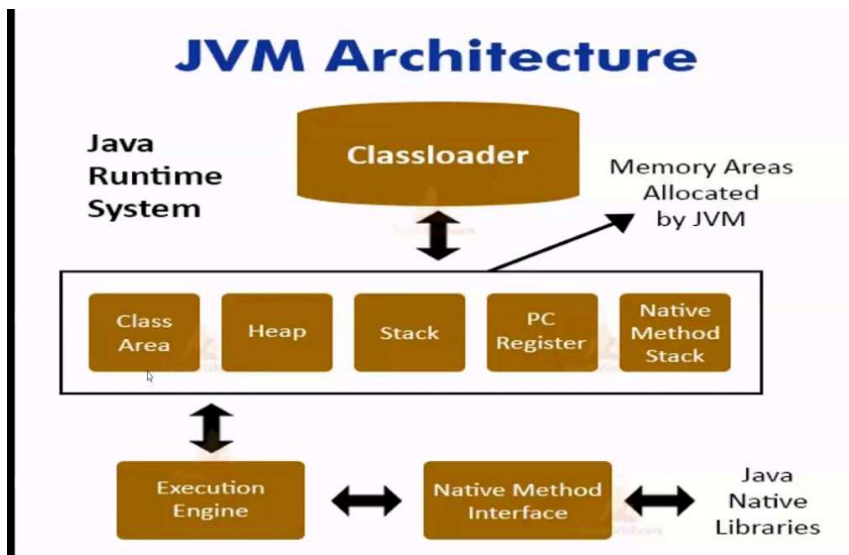 JVM Architecture
Java
Runtime
System
Classloader
Memory Areas
Allocated
by JVM
Class
Area
Heap
Stack
PC
Register
Native
Method
Stack
Execution
Engine
Native Method
Interface
Java
Native
Libraries